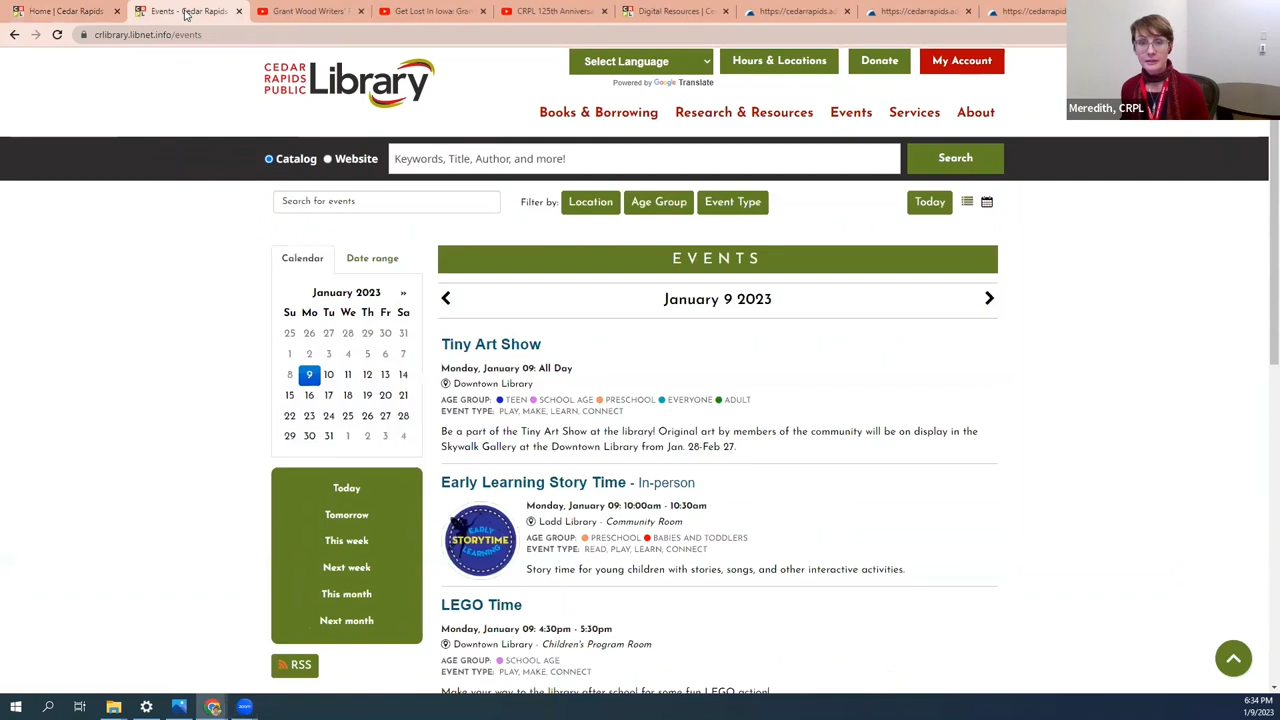 Home | Cedar Rapids
Events - Cedar Rapids
Grant Wood Writers' F
Get Lost In Iowa Gran
CRPL 125th Anniversa
Digital Resources | Ce
https://cedarrapids.ad
https://cedarrapids.ad
https://
crlibrary.libnet.info/events
CEDAR RAPIDS PUBLIC Library
Select Language
Powered by Google Translate
Hours & Locations
Donate
My Account
Books & Borrowing
Research & Resources
Events
Services
About
Meredith, CRPL
Catalog
Website
Keywords, Title, Author, and more!
Search
Search for events
Filter by:
Location
Age Group
Event Type
Today
Calendar
Date range
January 2023 »
Su Mo Tu We Th Fr Sa
25 26 27 28 29 30 31
1 2 3 4 5 6 7
8 9 10 11 12 13 14
15 16 17 18 19 20 21
22 23 24 25 26 27 28
29 30 31 1 2 3 4
Today
Tomorrow
This week
Next week
This month
Next month
RSS
EVENTS
January 9 2023
Tiny Art Show
Monday, January 09: All Day
Downtown Library
AGE GROUP: TEEN SCHOOL AGE PRESCHOOL EVERYONE ADULT
EVENT TYPE: PLAY, MAKE, LEARN, CONNECT
Be a part of the Tiny Art Show at the library! Original art by members of the community will be on display in the
Skywalk Gallery at the Downtown Library from Jan. 28-Feb 27.
Early Learning Story Time - In-person
EARLY
STORYTIME
LEARNING
Monday, January 09: 10:00am - 10:30am
Ladd Library - Community Room
AGE GROUP: PRESCHOOL BABIES AND TODDLERS
EVENT TYPE: READ, PLAY, LEARN, CONNECT
Story time for young children with stories, songs, and other interactive activities.
LEGO Time
Monday, January 09: 4:30pm - 5:30pm
Downtown Library - Children's Program Room
AGE GROUP: SCHOOL AGE
EVENT TYPE: PLAY, MAKE, CONNECT
Make your way to the library after school for some fun LEGO action!
6:34 PM
1/9/2023